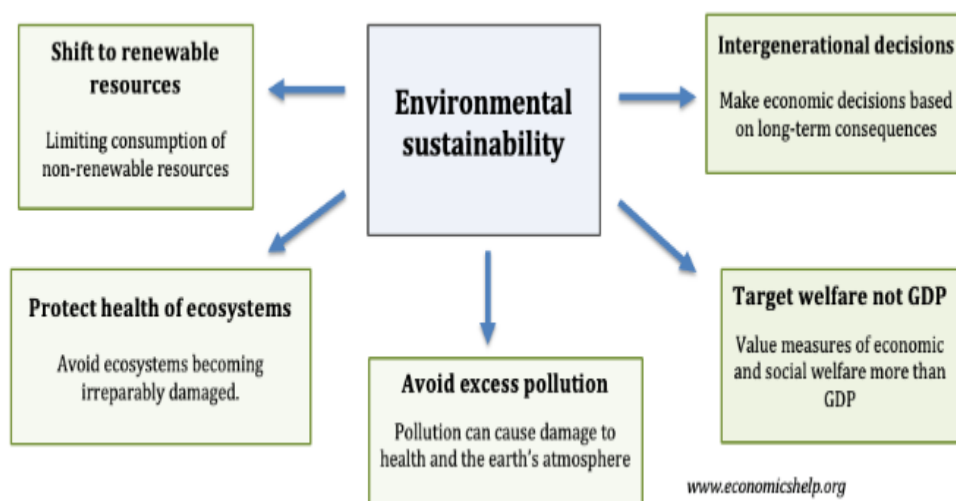 Shift to renewable
resources
Limiting consumption of
non-renewable resources
Environmental
sustainability
Intergenerational decisions
Make economic decisions based
on long-term consequences
Protect health of ecosystems
Avoid ecosystems becoming
irreparably damaged.
Avoid excess pollution
Pollution can cause damage to
health and the earth's atmosphere
Target welfare not GDP
Value measures of economic
and social welfare more than
GDP
www.economicshelp.org